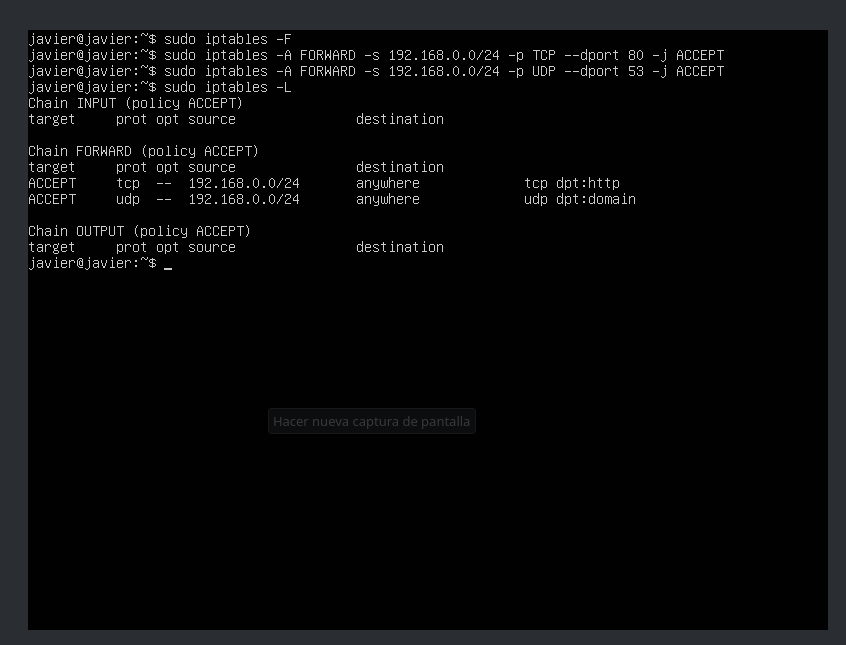 javier@javier:~$ sudo iptables -F
javier@javier:~$ sudo iptables -A FORWARD -s 192.168.0.0/24 -p TCP --dport 80 -j ACCEPT
javier@javier:~$ sudo iptables -A FORWARD -s 192.168.0.0/24 -p UDP --dport 53 -j ACCEPT
javier@javier:~$ sudo iptables -L
Chain INPUT (policy ACCEPT)
target     prot opt source               destination

Chain FORWARD (policy ACCEPT)
target     prot opt source               destination
ACCEPT     tcp  --  192.168.0.0/24       anywhere             tcp dpt:http
ACCEPT     udp  --  192.168.0.0/24       anywhere             udp dpt:domain

Chain OUTPUT (policy ACCEPT)
target     prot opt source               destination
javier@javier:~$ _
Hacer nueva captura de pantalla